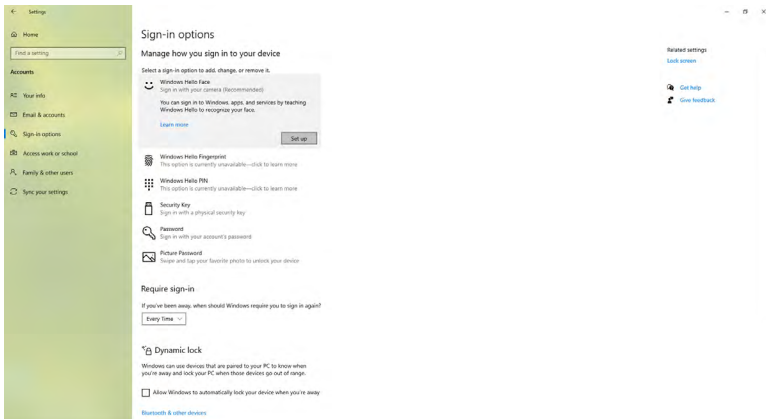 Settings
Home
Find a setting
Accounts
Your info
Email & accounts
Sign-in options
Access work or school
Family & other users
Sync your settings
Sign-in options
Manage how you sign in to your device
Select a sign-in option to add, change, or remove it.
Windows Hello Face
Sign in with your camera (Recommended)
You can sign in to Windows, apps, and services by teaching
Windows Hello to recognize your face.
Learn more
Set up
Windows Hello Fingerprint
This option is currently unavailable—click to learn more
Windows Hello PIN
This option is currently unavailable—click to learn more
Security Key
Sign in with a physical security key
Password
Sign in with your account's password
Picture Password
Swipe and tap your favorite photo to unlock your device
Require sign-in
If you've been away, when should Windows require you to sign in again?
Every Time
Dynamic lock
Windows can use devices that are paired to your PC to know when
you're away and lock your PC when those devices go out of range.
Allow Windows to automatically lock your device when you're away
Bluetooth & other devices
Related settings
Lock screen
Get help
Give feedback